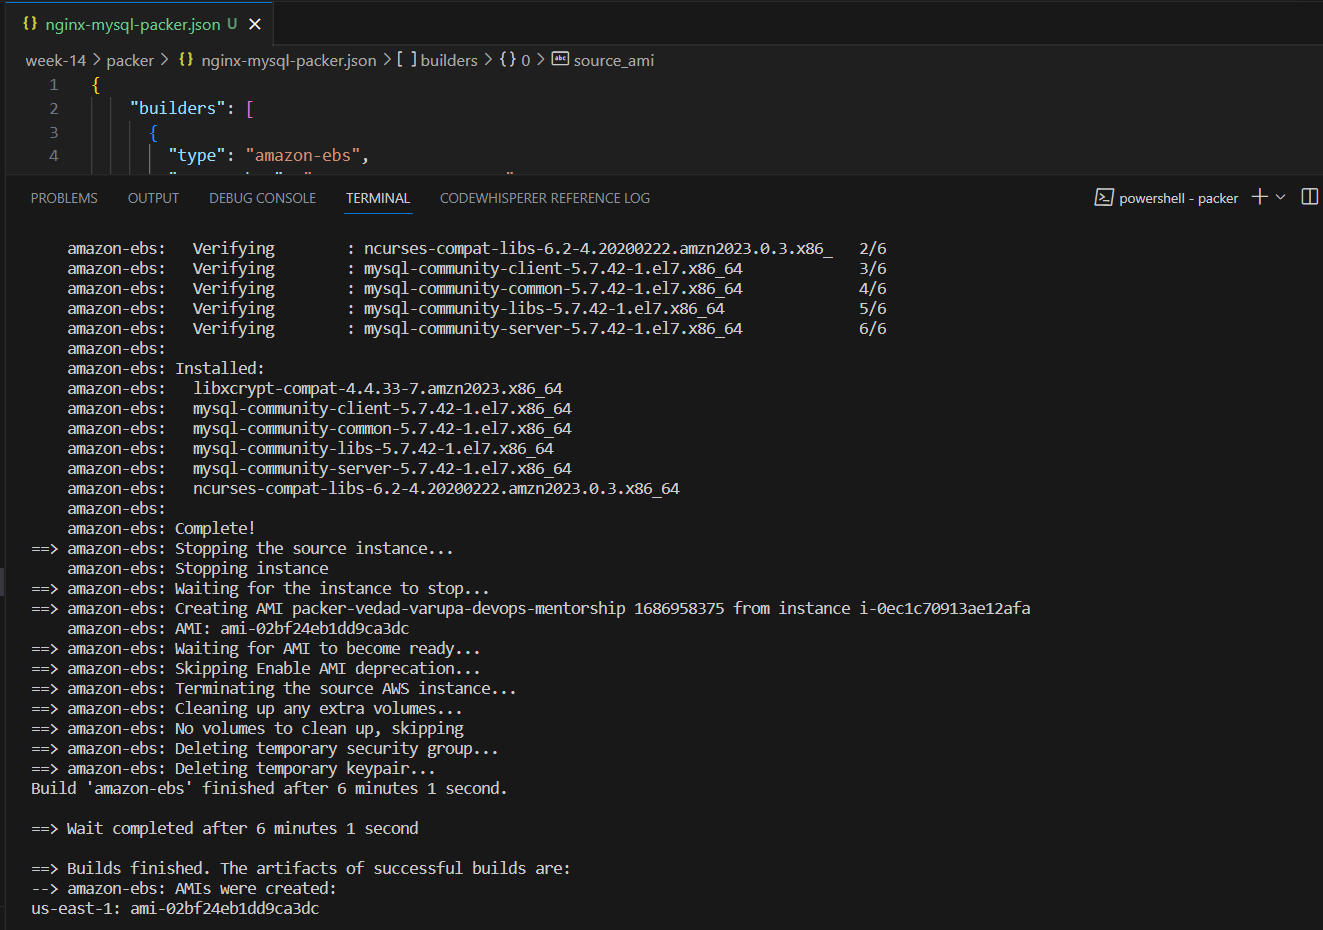 nginx-mysql-packer.json U
week-14 > packer > {} nginx-mysql-packer.json > [ ] builders > {} 0 > source_ami
1 {
2 "builders": [
3 {
4 "type": "amazon-ebs",
PROBLEMS OUTPUT DEBUG CONSOLE TERMINAL CODEWHISPERER REFERENCE LOG powershell - packer
amazon-ebs: Verifying : ncurses-compat-libs-6.2-4.20200222.amzn2023.0.3.x86_ 2/6
amazon-ebs: Verifying : mysql-community-client-5.7.42-1.el7.x86_64 3/6
amazon-ebs: Verifying : mysql-community-common-5.7.42-1.el7.x86_64 4/6
amazon-ebs: Verifying : mysql-community-libs-5.7.42-1.el7.x86_64 5/6
amazon-ebs: Verifying : mysql-community-server-5.7.42-1.el7.x86_64 6/6
amazon-ebs:
amazon-ebs: Installed:
amazon-ebs: libxcrypt-compat-4.4.33-7.amzn2023.x86_64
amazon-ebs: mysql-community-client-5.7.42-1.el7.x86_64
amazon-ebs: mysql-community-common-5.7.42-1.el7.x86_64
amazon-ebs: mysql-community-libs-5.7.42-1.el7.x86_64
amazon-ebs: mysql-community-server-5.7.42-1.el7.x86_64
amazon-ebs: ncurses-compat-libs-6.2-4.20200222.amzn2023.0.3.x86_64
amazon-ebs:
amazon-ebs: Complete!
==> amazon-ebs: Stopping the source instance...
amazon-ebs: Stopping instance
==> amazon-ebs: Waiting for the instance to stop...
==> amazon-ebs: Creating AMI packer-vedad-varupa-devops-mentorship 1686958375 from instance i-0ec1c70913ae12afa
amazon-ebs: AMI: ami-02bf24eb1dd9ca3dc
==> amazon-ebs: Waiting for AMI to become ready...
==> amazon-ebs: Skipping Enable AMI deprecation...
==> amazon-ebs: Terminating the source AWS instance...
==> amazon-ebs: Cleaning up any extra volumes...
==> amazon-ebs: No volumes to clean up, skipping
==> amazon-ebs: Deleting temporary security group...
==> amazon-ebs: Deleting temporary keypair...
Build 'amazon-ebs' finished after 6 minutes 1 second.
==> Wait completed after 6 minutes 1 second
==> Builds finished. The artifacts of successful builds are:
--> amazon-ebs: AMIs were created:
us-east-1: ami-02bf24eb1dd9ca3dc